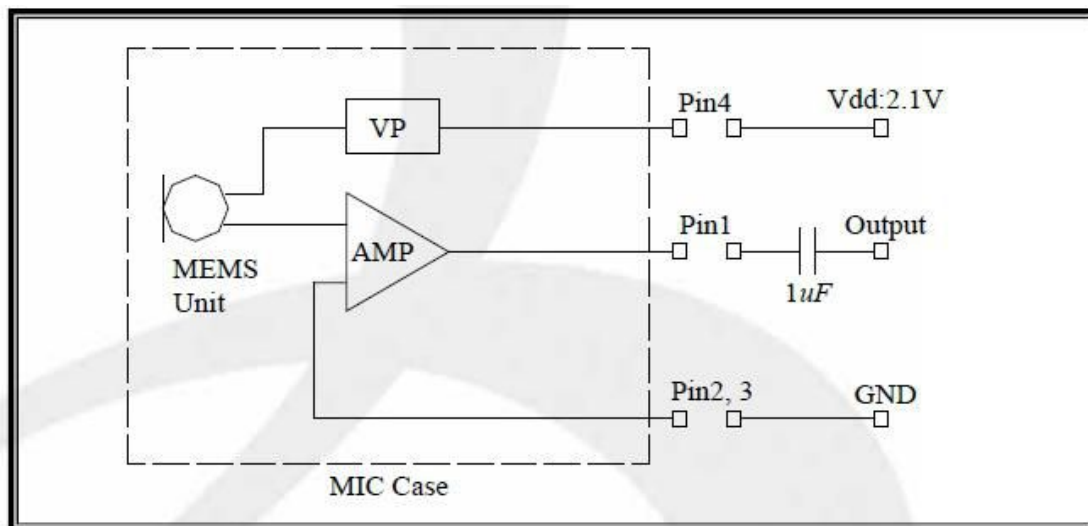 Pin4
Vdd:2.1V
VP
Pin1
Output
AMP
MEMS
Unit
1uF
Pin2, 3
GND
MIC Case